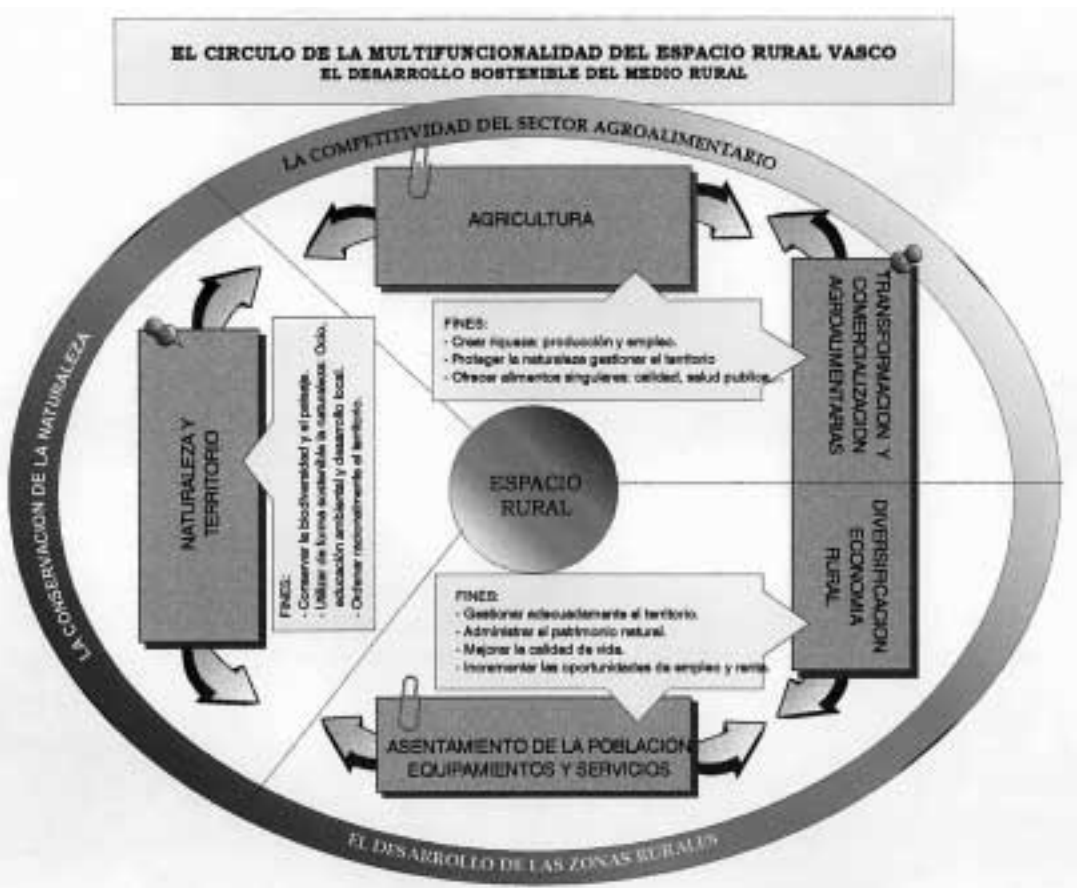 EL CIRCULO DE LA MULTIFUNCIONALIDAD DEL ESPACIO RURAL VASCO
EL DESARROLLO SOSTENIBLE DEL MEDIO RURAL
LA COMPETITIVIDAD DEL SECTOR AGROALIMENTARIO
AGRICULTURA
FINES:
- Crear riqueza: producción y empleo.
- Proteger la naturaleza gestionar el territorio
- Ofrecer alimentos singulares: calidad, salud publica...
TRANSFORMACION Y
COMERCIALIZACION
AGROALIMENTARIAS
DIVERSIFICACION
ECONOMIA
RURAL
LA CONSERVACION DE LA NATURALEZA
NATURALEZA Y
TERRITORIO
FINES:
- Conservar la biodiversidad y el paisaje.
- Utilizar de forma sostenible la naturaleza: Ocio,
educación ambiental y desarrollo local.
- Ordenar racionalmente el territorio.
ESPACIO
RURAL
FINES:
- Gestionar adecuadamente el territorio.
- Administrar el patrimonio natural.
- Mejorar la calidad de vida.
- Incrementar las oportunidades de empleo y renta.
ASENTAMIENTO DE LA POBLACIÓN
EQUIPAMIENTOS Y SERVICIOS
EL DESARROLLO DE LAS ZONAS RURALES